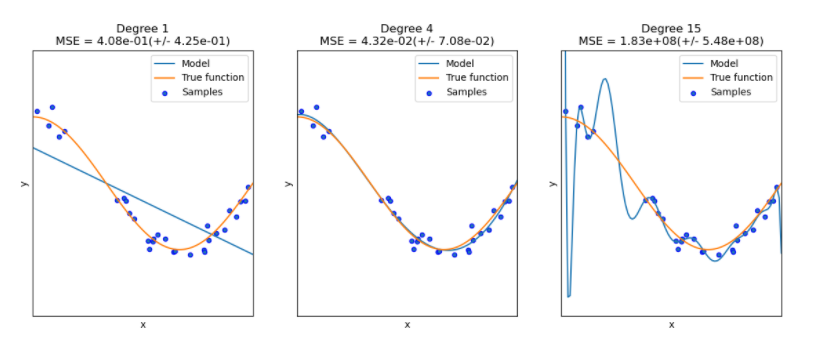 Degree 1
MSE = 4.08e-01(+/- 4.25e-01)
Model
True function
Samples
y
x
Degree 4
MSE = 4.32e-02(+/- 7.08e-02)
Model
True function
Samples
y
x
Degree 15
MSE = 1.83e+08(+/- 5.48e+08)
Model
True function
Samples
y
x